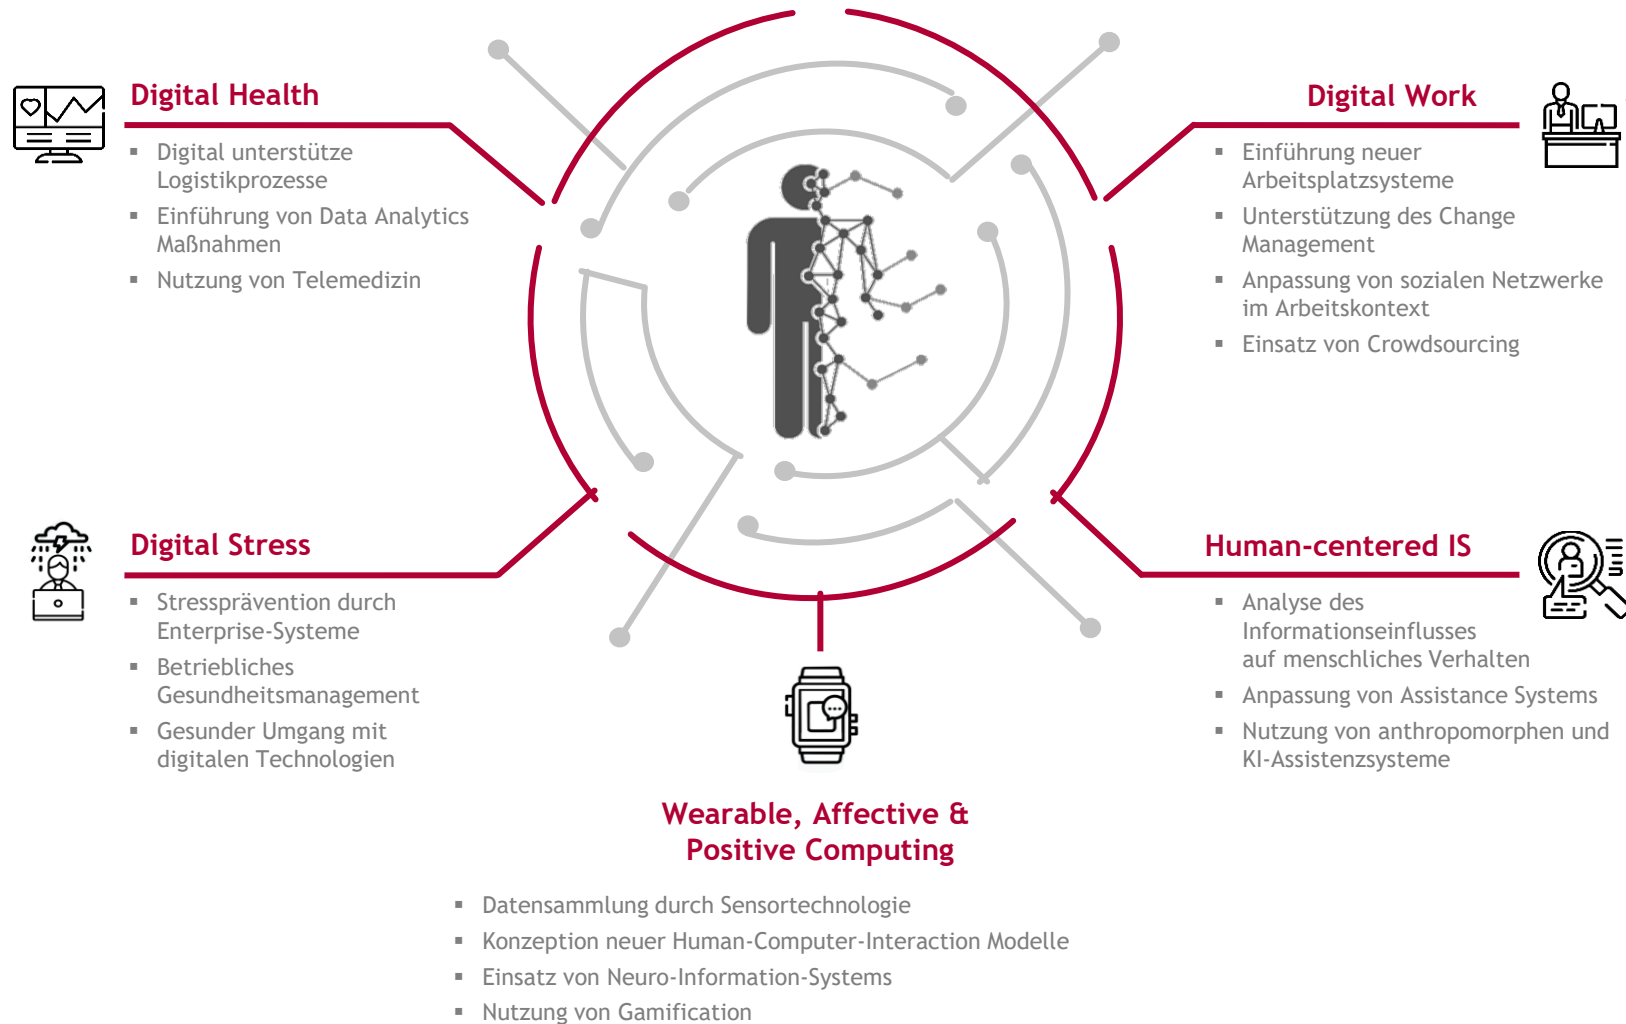 Digital Health
▪ Digital unterstütze
Logistikprozesse
▪ Einführung von Data Analytics
Maßnahmen
▪ Nutzung von Telemedizin
Digital Work
▪ Einführung neuer
Arbeitsplatzsysteme
▪ Unterstützung des Change
Management
▪ Anpassung von sozialen Netzwerke
im Arbeitskontext
▪ Einsatz von Crowdsourcing
Digital Stress
▪ Stressprävention durch
Enterprise-Systeme
▪ Betriebliches
Gesundheitsmanagement
▪ Gesunder Umgang mit
digitalen Technologien
Human-centered IS
▪ Analyse des
Informationseinflusses
auf menschliches Verhalten
▪ Anpassung von Assistance Systems
▪ Nutzung von anthropomorphen und
KI-Assistenzsysteme
Wearable, Affective &
Positive Computing
▪ Datensammlung durch Sensortechnologie
▪ Konzeption neuer Human-Computer-Interaction Modelle
▪ Einsatz von Neuro-Information-Systems
▪ Nutzung von Gamification